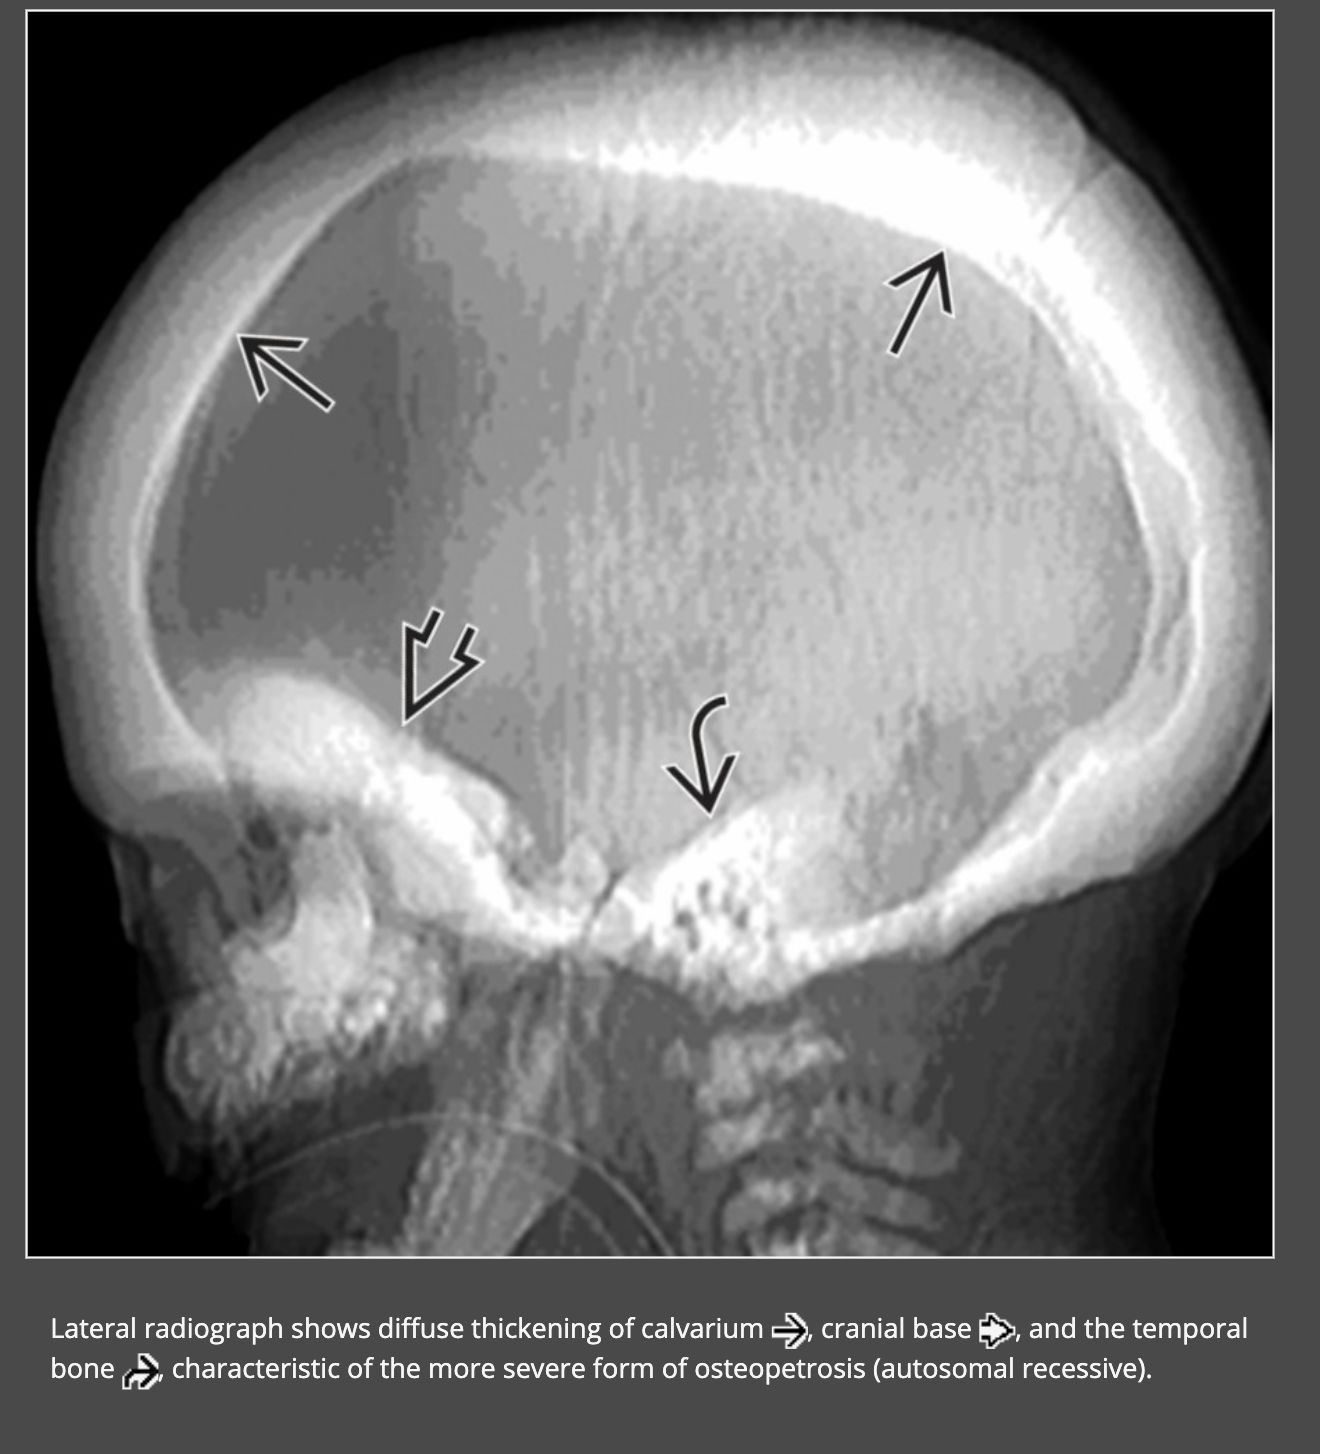 Lateral radiograph shows diffuse thickening of calvarium , cranial base , and the temporal
bone , characteristic of the more severe form of osteopetrosis (autosomal recessive).